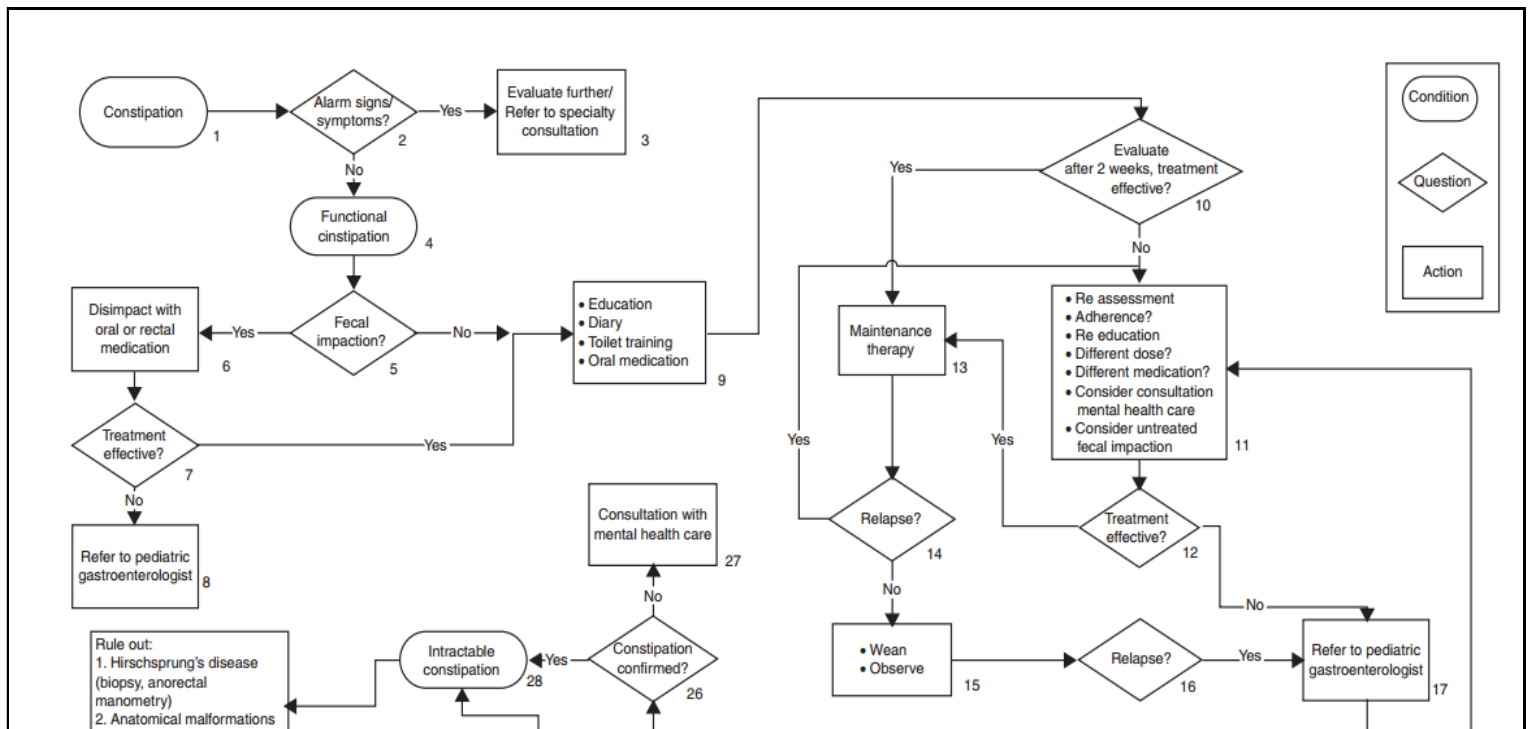 Constipation
1
Alarm signs/
symptoms?
2
Yes
Evaluate further/
Refer to specialty
consultation
3
No
Functional
cinstipation
4
Fecal
impaction?
5
Yes
Disimpact with
oral or rectal
medication
6
Treatment
effective?
7
No
Refer to pediatric
gastroenterologist
8
Yes
No
• Education
• Diary
• Toilet training
• Oral medication
9
Evaluate
after 2 weeks, treatment
effective?
10
Yes
No
• Re assessment
• Adherence?
• Re education
• Different dose?
• Different medication?
• Consider consultation
mental health care
• Consider untreated
fecal impaction
11
Treatment
effective?
12
Yes
Maintenance
therapy
13
Relapse?
14
Yes
No
• Wean
• Observe
15
Relapse?
16
Yes
No
Refer to pediatric
gastroenterologist
17
Consultation with
mental health care
27
No
Constipation
confirmed?
26
Yes
Intractable
constipation
28
Rule out:
1. Hirschsprung's disease
(biopsy, anorectal
manometry)
2. Anatomical malformations
Condition
Question
Action